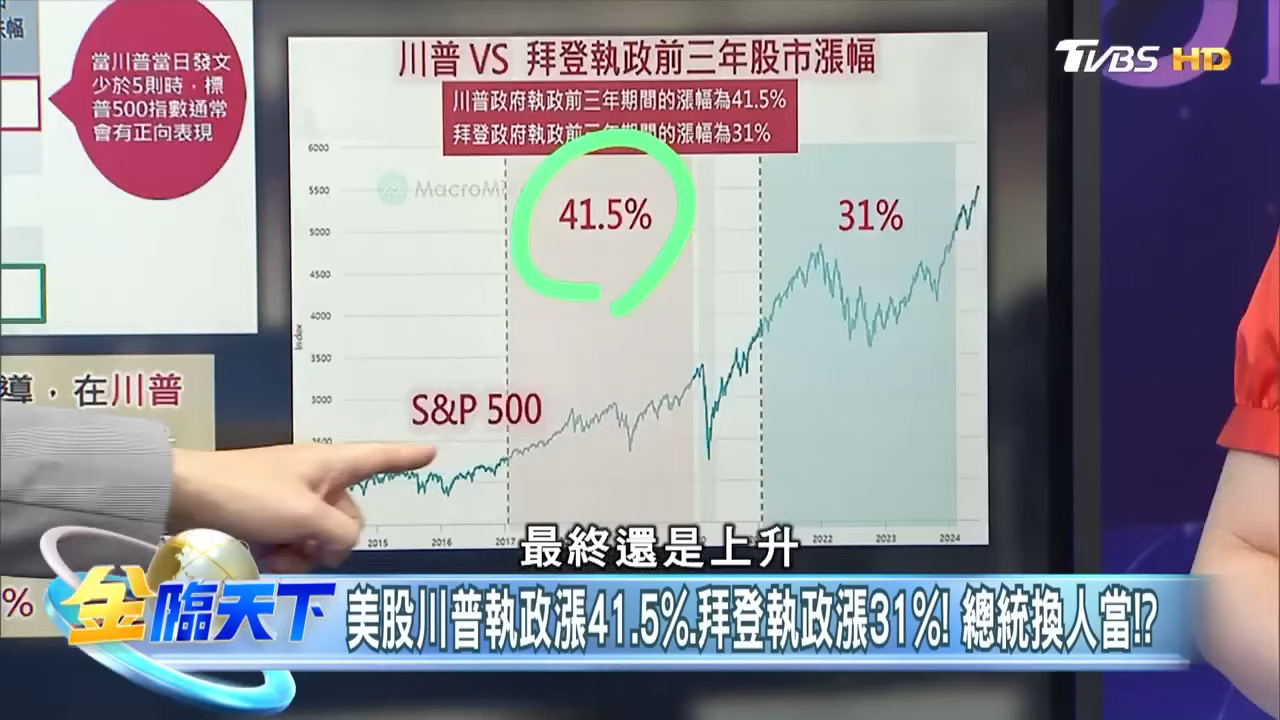 當川普當日發文
少於5則時，標
普500指數通常
會有正向表現
川普 VS 拜登執政前三年股市漲幅
川普政府執政前三年期間的漲幅為41.5%
拜登政府執政前三年期間的漲幅為31%
TVBS HD
6000
5500
5000
4500
4000
3500
3000
Index
MacroM
41.5%
31%
S&P 500
導，在川普
2015
2016
2017
2022
2023
2024
最終還是上升
%
金臨天下
美股川普執政漲41.5%.拜登執政漲31%! 總統換人當!?